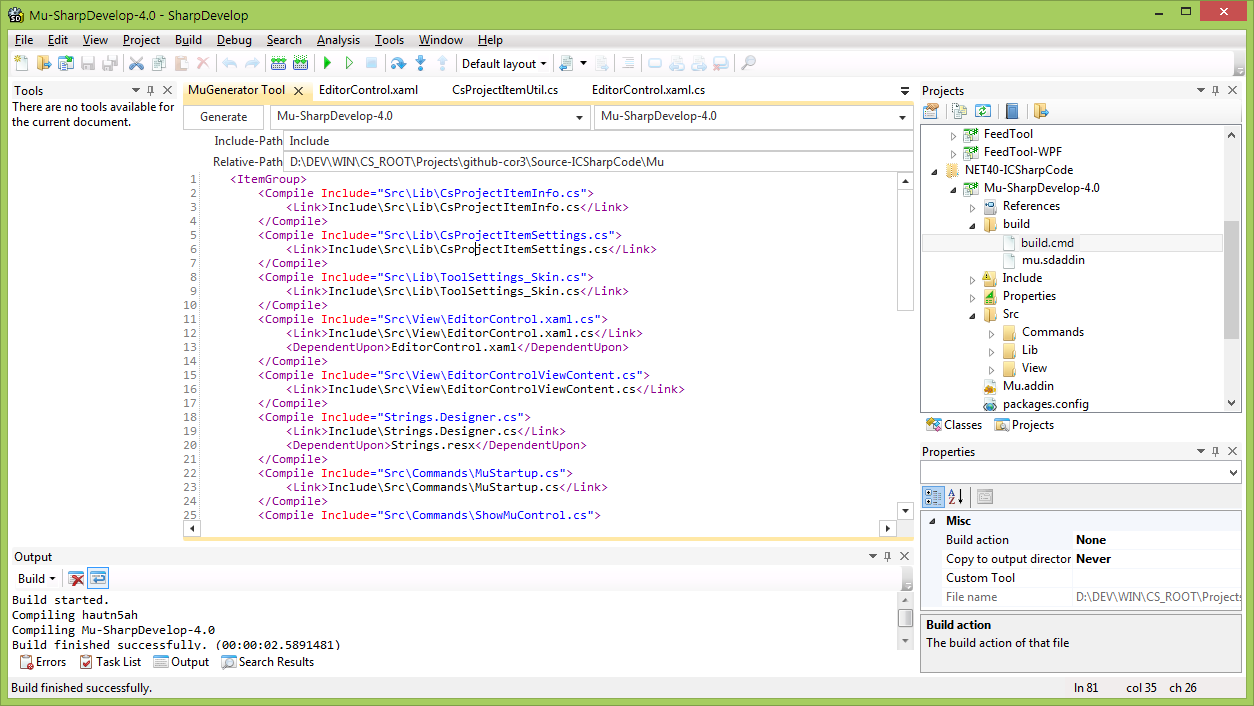 Mu-SharpDevelop-4.0 - SharpDevelop
File Edit View Project Build Debug Search Analysis Tools Window Help
Default layout
Tools
There are no tools available for
the current document.
MuGenerator Tool EditorControl.xaml CsProjectItemUtil.cs EditorControl.xaml.cs
Generate Mu-SharpDevelop-4.0 Mu-SharpDevelop-4.0
Include-Path Include
Relative-Path D:\DEV\WIN\CS_ROOT\Projects\github-cor3\Source-ICSharpCode\Mu
1 <ItemGroup>
2 <Compile Include="Src\Lib\CsProjectItemInfo.cs">
3 <Link>Include\Src\Lib\CsProjectItemInfo.cs</Link>
4 </Compile>
5 <Compile Include="Src\Lib\CsProjectItemSettings.cs">
6 <Link>Include\Src\Lib\CsProjectItemSettings.cs</Link>
7 </Compile>
8 <Compile Include="Src\Lib\ToolSettings_Skin.cs">
9 <Link>Include\Src\Lib\ToolSettings_Skin.cs</Link>
10 </Compile>
11 <Compile Include="Src\View\EditorControl.xaml.cs">
12 <Link>Include\Src\View\EditorControl.xaml.cs</Link>
13 <DependentUpon>EditorControl.xaml</DependentUpon>
14 </Compile>
15 <Compile Include="Src\View\EditorControlViewContent.cs">
16 <Link>Include\Src\View\EditorControlViewContent.cs</Link>
17 </Compile>
18 <Compile Include="Strings.Designer.cs">
19 <Link>Include\Strings.Designer.cs</Link>
20 <DependentUpon>Strings.resx</DependentUpon>
21 </Compile>
22 <Compile Include="Src\Commands\MuStartup.cs">
23 <Link>Include\Src\Commands\MuStartup.cs</Link>
24 </Compile>
25 <Compile Include="Src\Commands\ShowMuControl.cs">
Projects
FeedTool
FeedTool-WPF
NET40-ICSharpCode
Mu-SharpDevelop-4.0
References
build
build.cmd
mu.sdaddin
Include
Properties
Src
Commands
Lib
View
Mu.addin
packages.config
Classes Projects
Properties
Misc
Build action None
Copy to output director Never
Custom Tool
File name D:\DEV\WIN\CS_ROOT\Projects
Build action
The build action of that file
Output
Build
Build started.
Compiling hautn5ah
Compiling Mu-SharpDevelop-4.0
Build finished successfully. (00:00:02.5891481)
Errors Task List Output Search Results
Build finished successfully. ln 81 col 35 ch 26